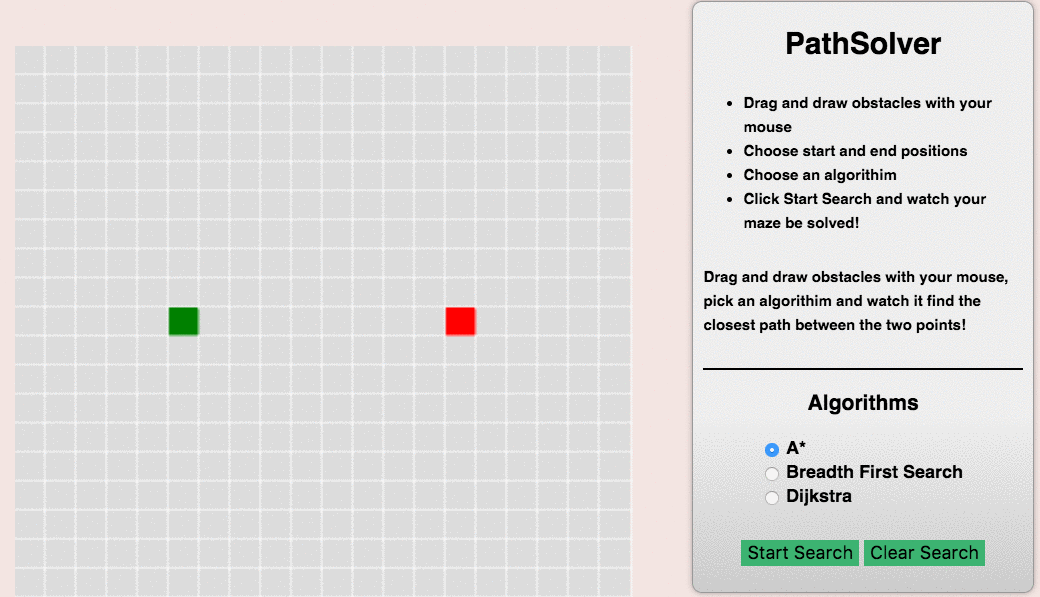 PathSolver
Drag and draw obstacles with your
mouse
Choose start and end positions
Choose an algorithim
Click Start Search and watch your
maze be solved!
Drag and draw obstacles with your mouse,
pick an algorithim and watch it find the
closest path between the two points!
Algorithms
A*
Breadth First Search
Dijkstra
Start Search Clear Search